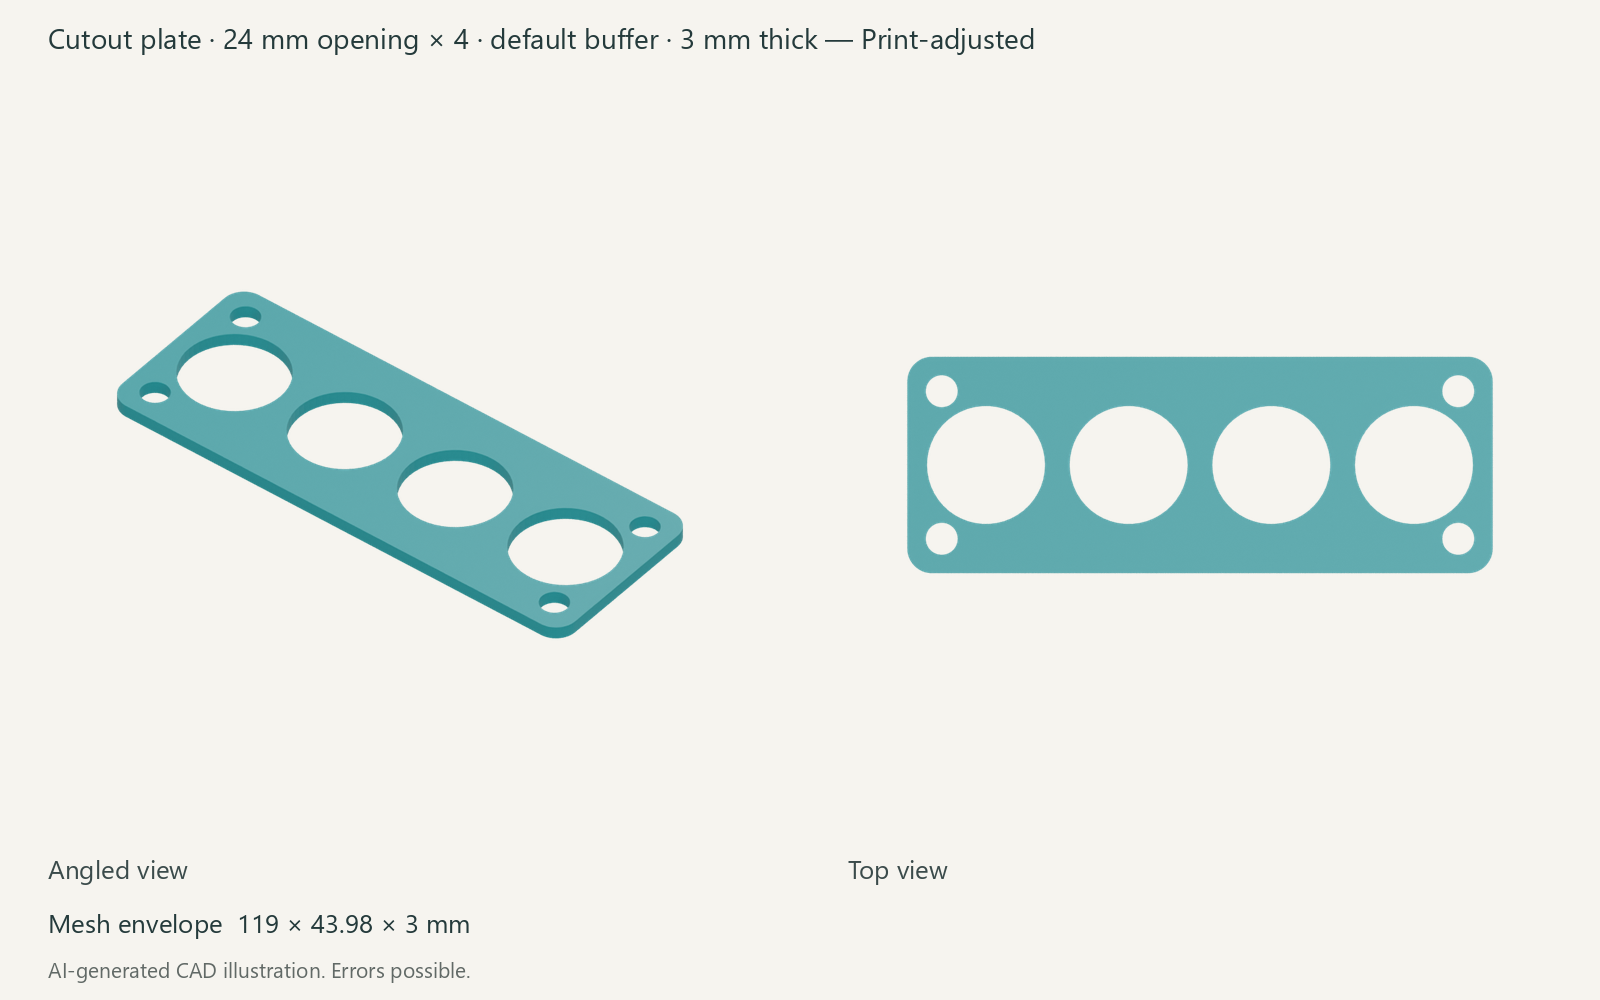 Cutout plate · 24 mm opening × 4 · default buffer · 3 mm thick — Print-adjusted
Angled view
Top view
Mesh envelope 119 × 43.98 × 3 mm
AI-generated CAD illustration. Errors possible.